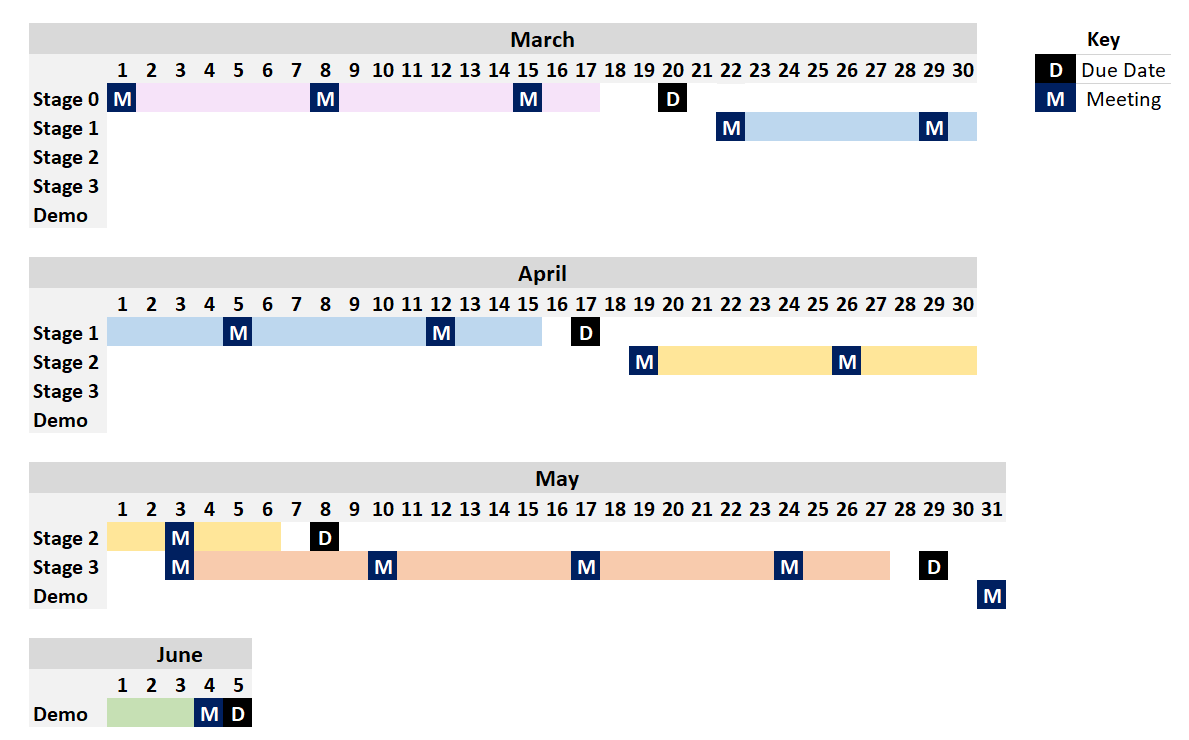 March
Key
1 2 3 4 5 6 7 8 9 10 11 12 13 14 15 16 17 18 19 20 21 22 23 24 25 26 27 28 29 30
D Due Date
Stage 0 M M M D
M Meeting
Stage 1 M M
Stage 2
Stage 3
Demo
April
1 2 3 4 5 6 7 8 9 10 11 12 13 14 15 16 17 18 19 20 21 22 23 24 25 26 27 28 29 30
Stage 1 M M D
Stage 2 M M
Stage 3
Demo
May
1 2 3 4 5 6 7 8 9 10 11 12 13 14 15 16 17 18 19 20 21 22 23 24 25 26 27 28 29 30 31
Stage 2 M D
Stage 3 M M M M D
Demo M
June
1 2 3 4 5
Demo M D